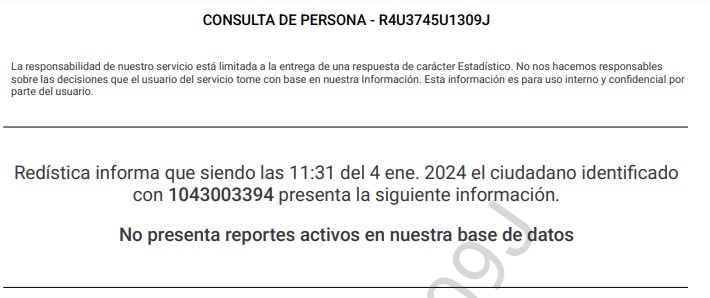 CONSULTA DE PERSONA - R4U3745U1309J
La responsabilidad de nuestro servicio está limitada a la entrega de una respuesta de carácter Estadístico. No nos hacemos responsables
sobre las decisiones que el usuario del servicio tome con base en nuestra Información. Esta información es para uso interno y confidencial por
parte del usuario.
Redística informa que siendo las 11:31 del 4 ene. 2024 el ciudadano identificado
con 1043003394 presenta la siguiente información.
No presenta reportes activos en nuestra base de datos